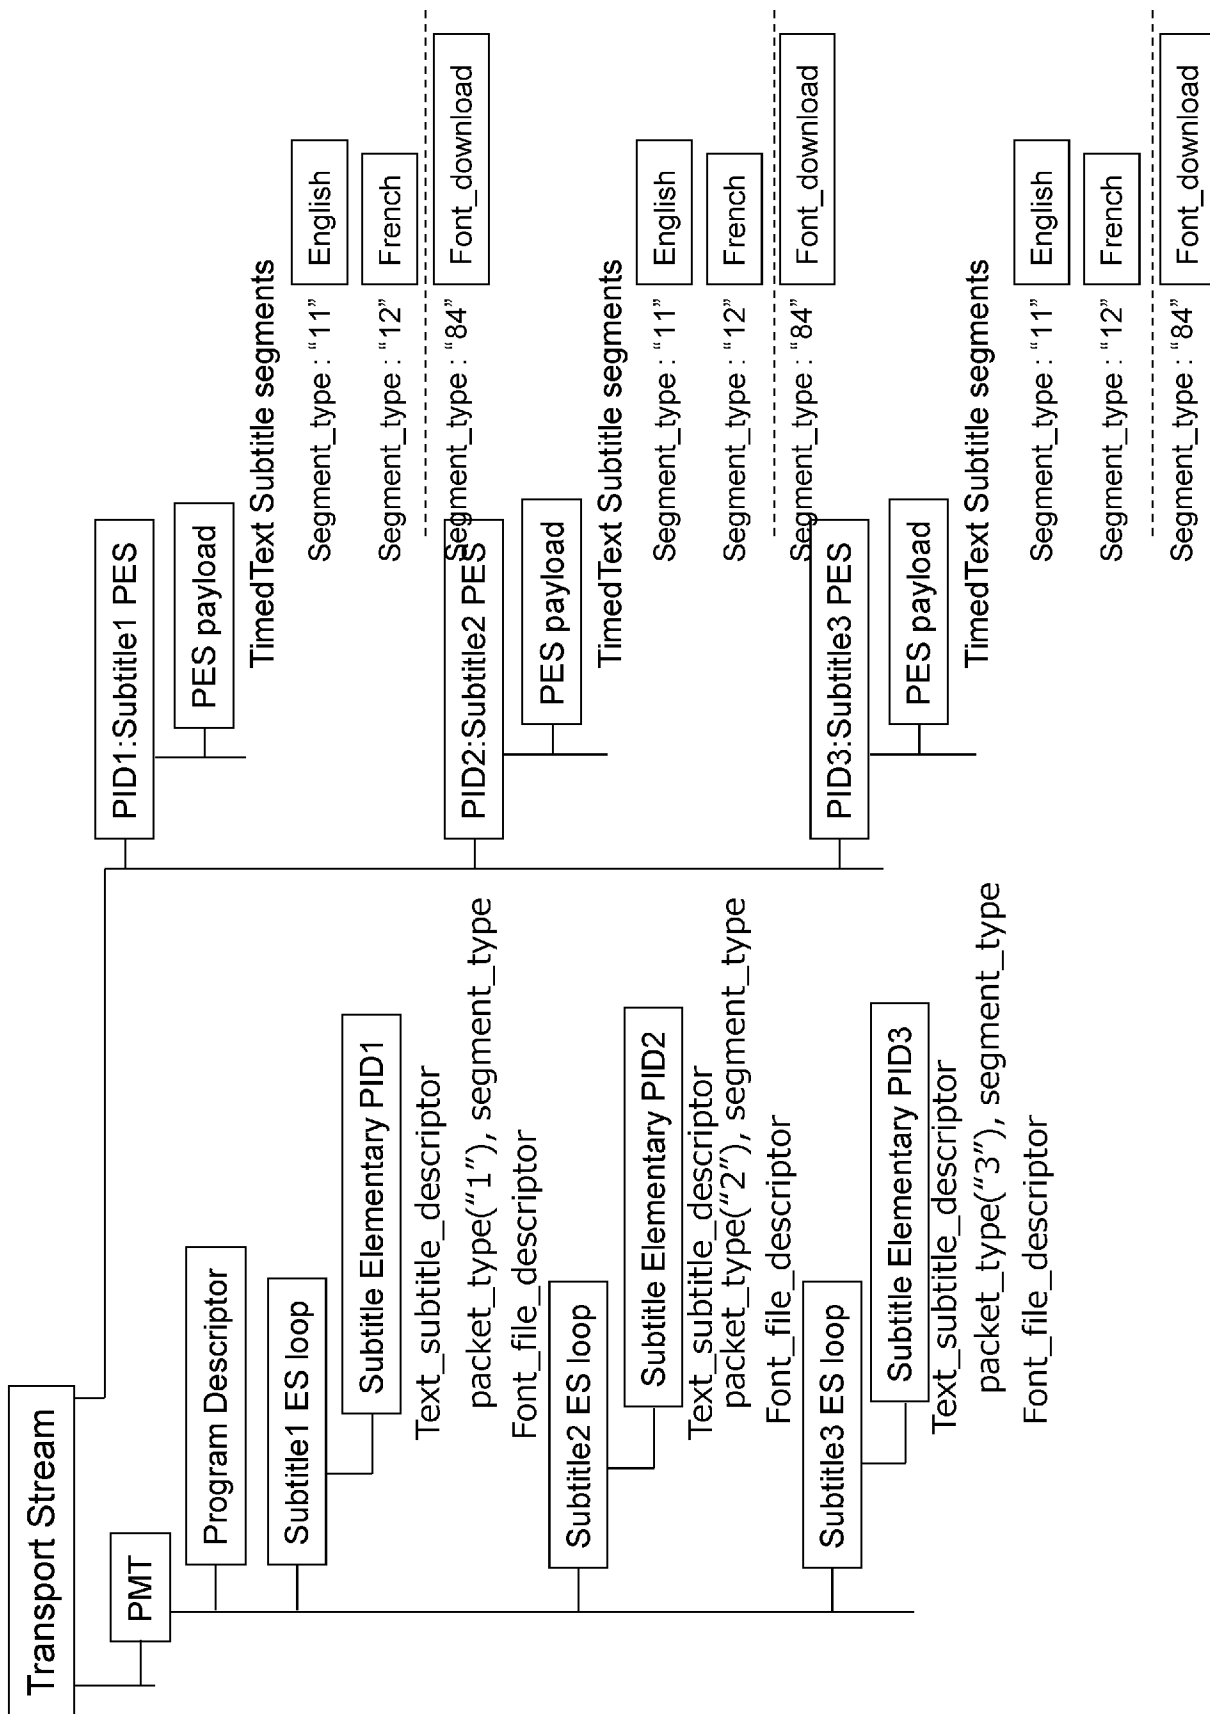 Transport Stream
PMT
Program Descriptor
Subtitle1 ES loop
Subtitle Elementary PID1
Text_subtitle_descriptor
packet_type("1"), segment_type
Font_file_descriptor
Subtitle2 ES loop
Subtitle Elementary PID2
Text_subtitle_descriptor
packet_type("2"), segment_type
Font_file_descriptor
Subtitle3 ES loop
Subtitle Elementary PID3
Text_subtitle_descriptor
packet_type("3"), segment_type
Font_file_descriptor
PID1:Subtitle1 PES
PES payload
TimedText Subtitle segments
Segment_type : “11” English
Segment_type : “12” French
Segment_type : “84” Font_download
PID2:Subtitle2 PES
PES payload
TimedText Subtitle segments
Segment_type : “11” English
Segment_type : “12” French
Segment_type : “84” Font_download
PID3:Subtitle3 PES
PES payload
TimedText Subtitle segments
Segment_type : “11” English
Segment_type : “12” French
Segment_type : “84” Font_download